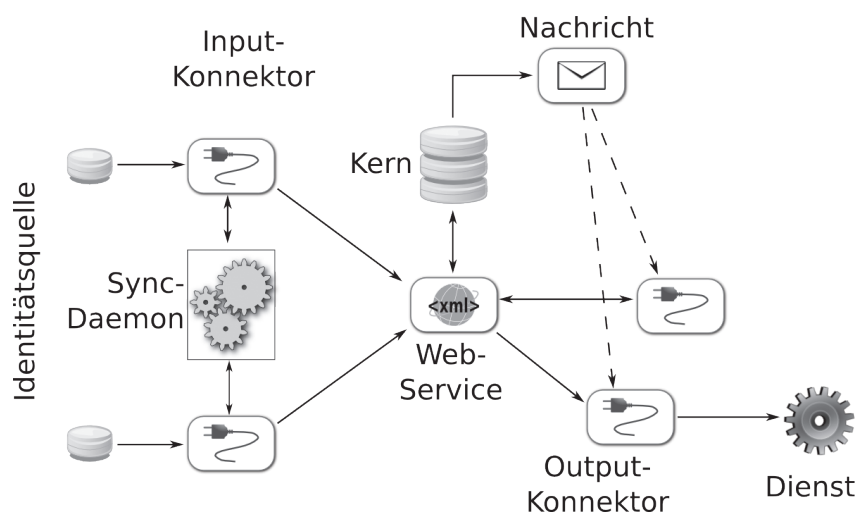 Nachricht
Input-
Konnektor
Kern
Identitätsquelle
Sync-
Daemon
<xml>
Web-
Service
Output-
Konnektor
Dienst